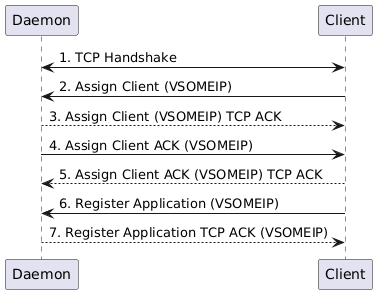 Daemon Client
1. TCP Handshake
2. Assign Client (VSOMEIP)
3. Assign Client (VSOMEIP) TCP ACK
4. Assign Client ACK (VSOMEIP)
5. Assign Client ACK (VSOMEIP) TCP ACK
6. Register Application (VSOMEIP)
7. Register Application TCP ACK (VSOMEIP)
Daemon Client